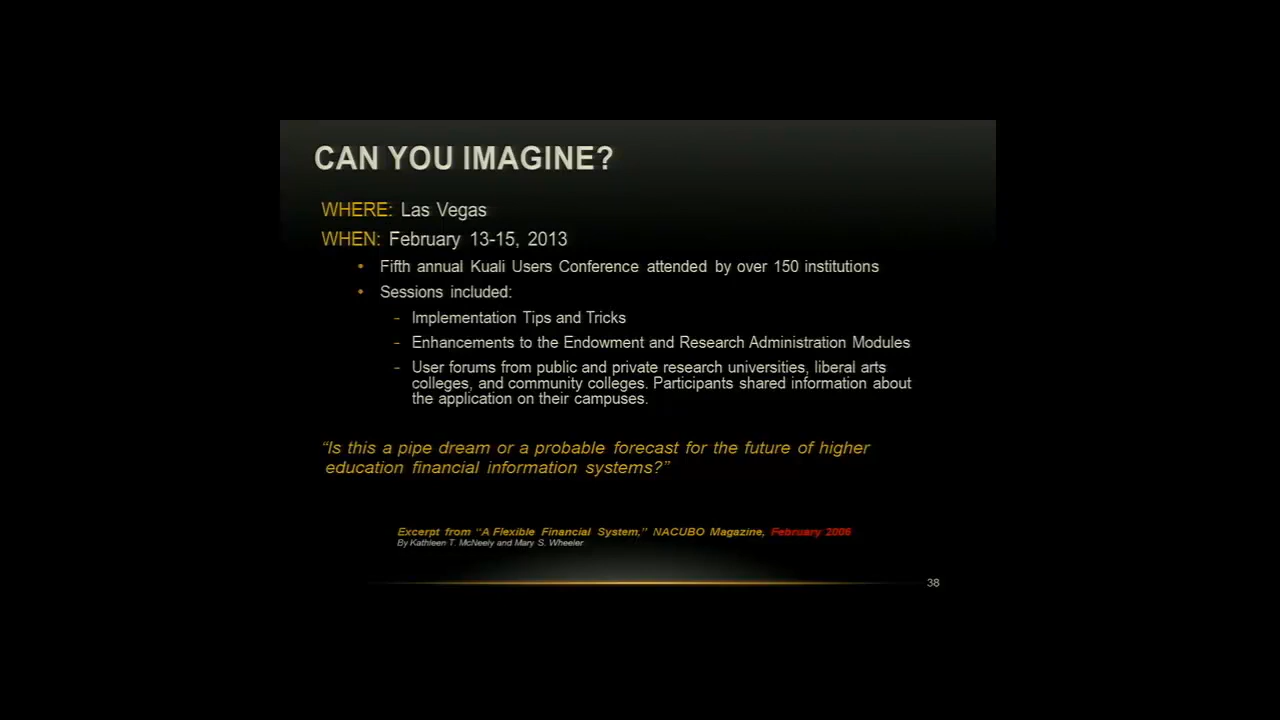 CAN YOU IMAGINE?
WHERE: Las Vegas
WHEN: February 13-15, 2013
• Fifth annual Kuali Users Conference attended by over 150 institutions
• Sessions included:
- Implementation Tips and Tricks
- Enhancements to the Endowment and Research Administration Modules
- User forums from public and private research universities, liberal arts
colleges, and community colleges. Participants shared information about
the application on their campuses.
“Is this a pipe dream or a probable forecast for the future of higher
education financial information systems?”
Excerpt from “A Flexible Financial System,” NACUBO Magazine, February 2006
By Kathleen T. McNeely and Mary S. Wheeler
38